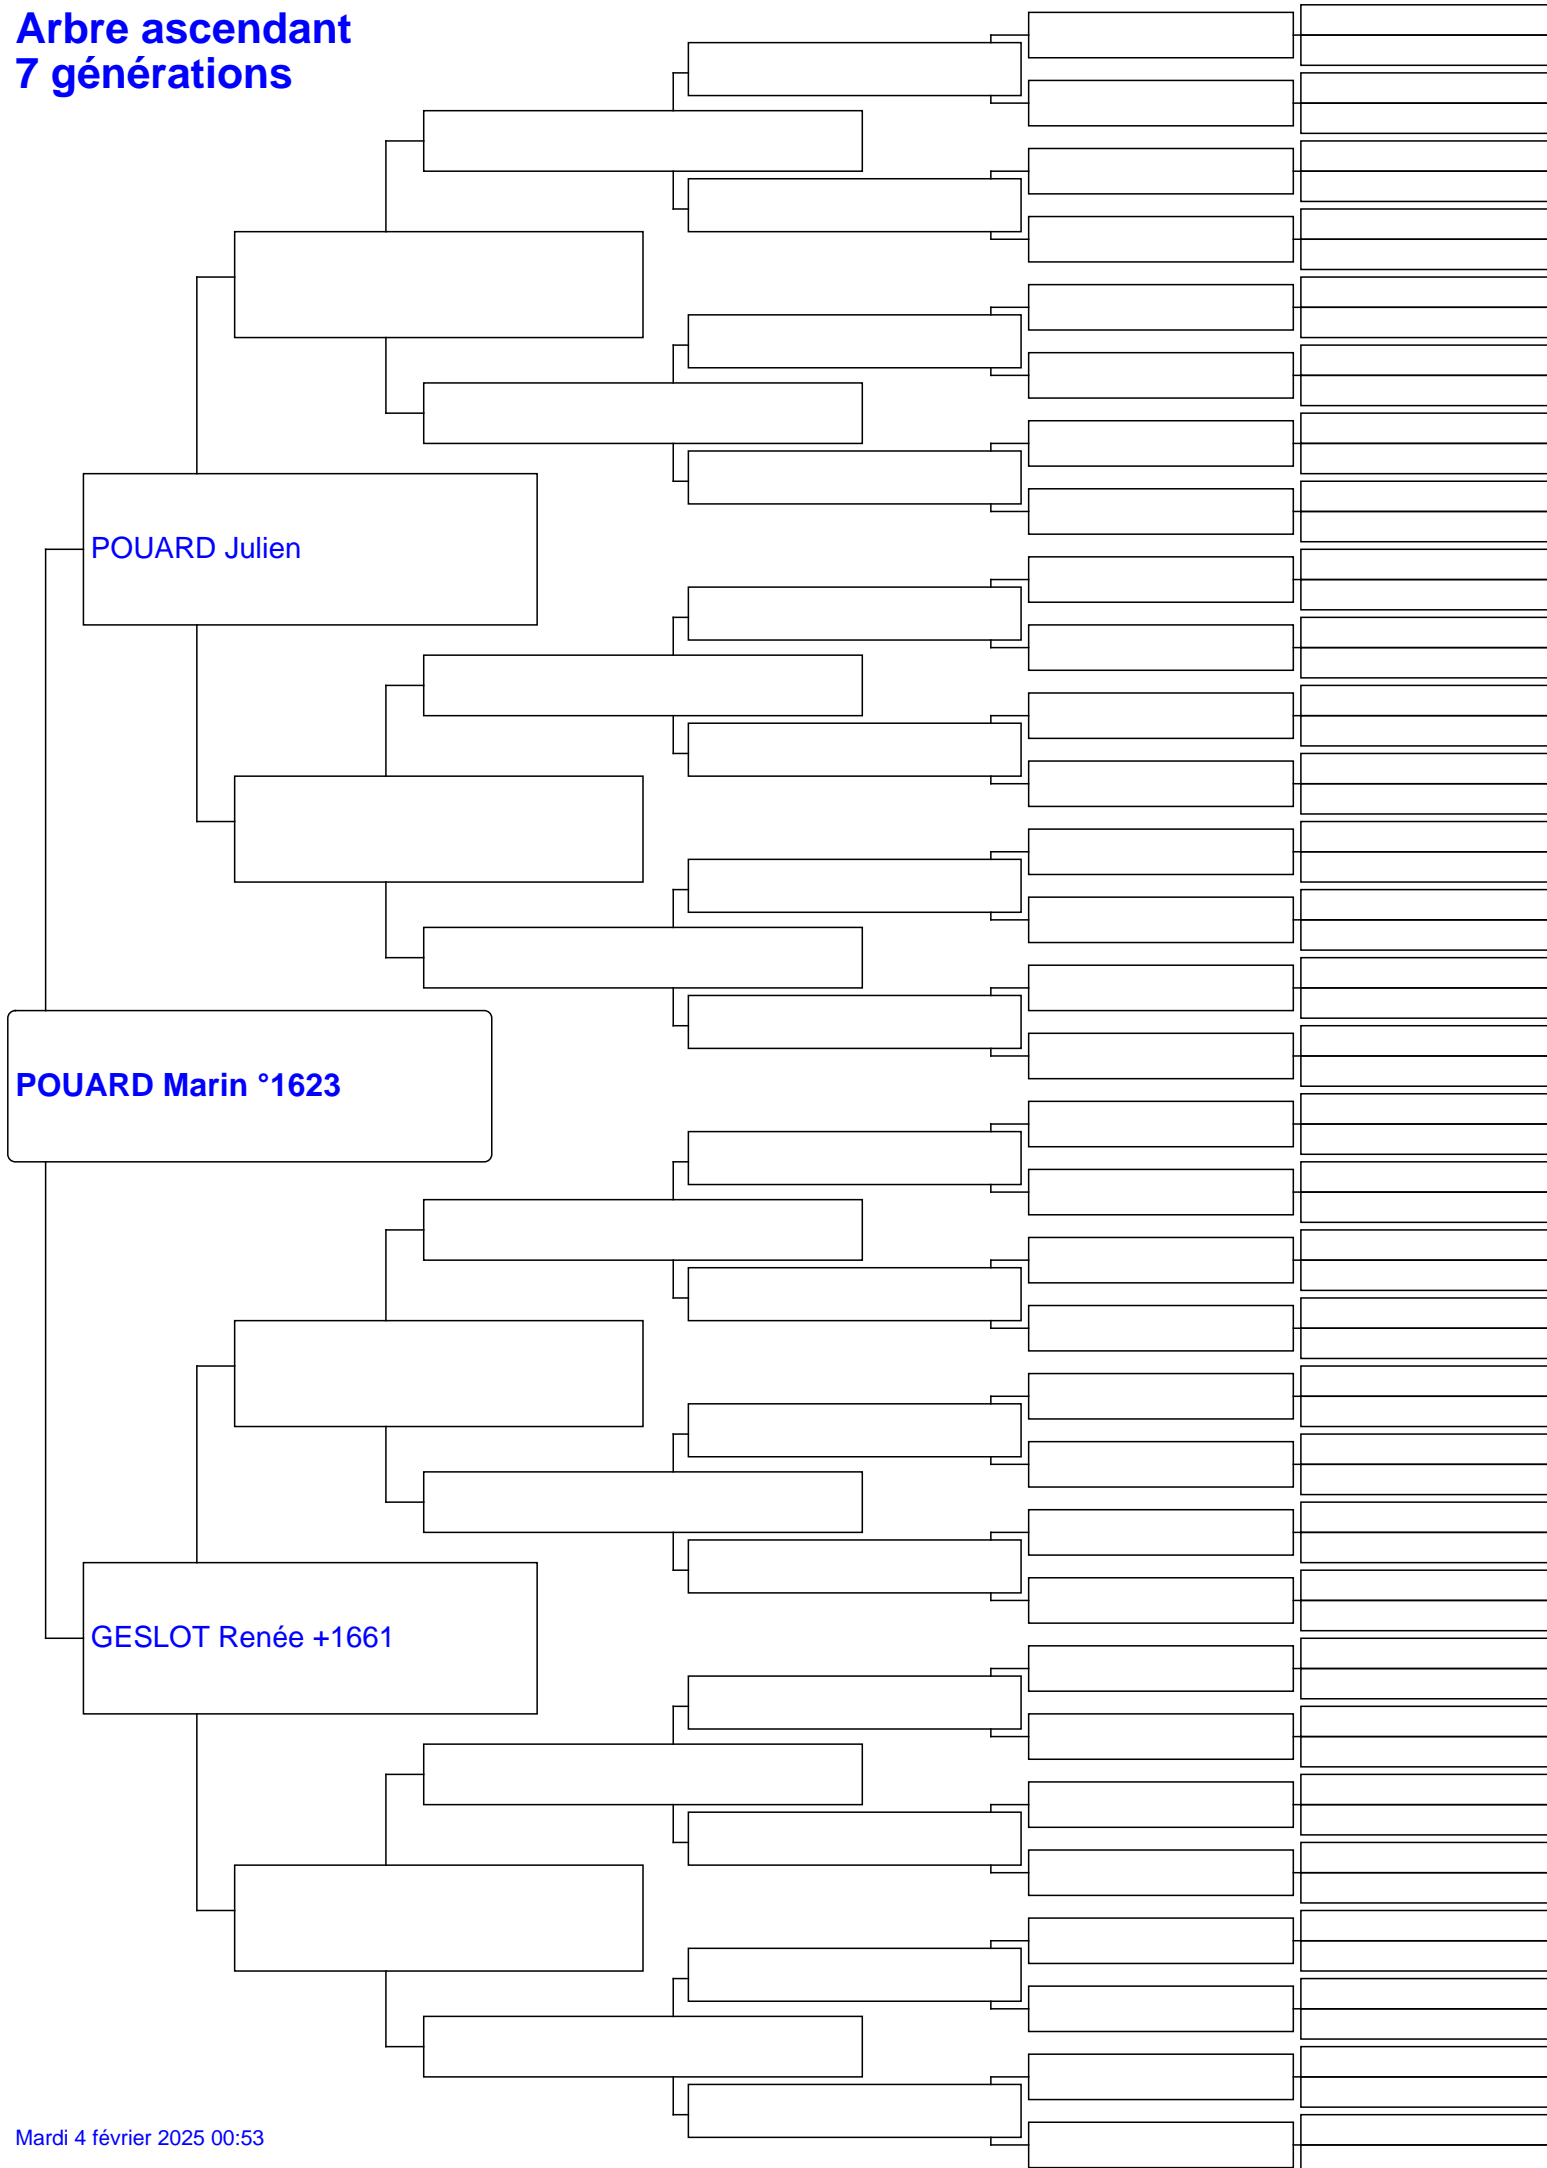 Arbre ascendant
7 générations
POUARD Julien
POUARD Marin °1623
GESLOT Renée +1661
Mardi 4 février 2025 00:53